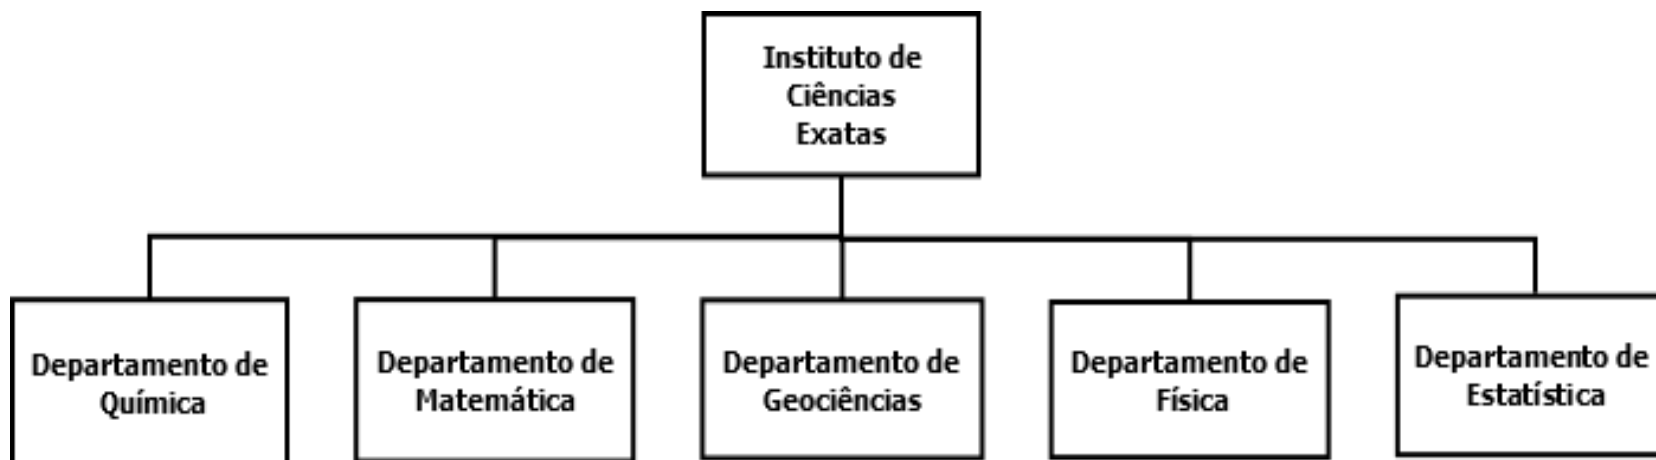 Instituto de
Ciências
Exatas
Departamento de
Química
Departamento de
Matemática
Departamento de
Geociências
Departamento de
Física
Departamento de
Estatística